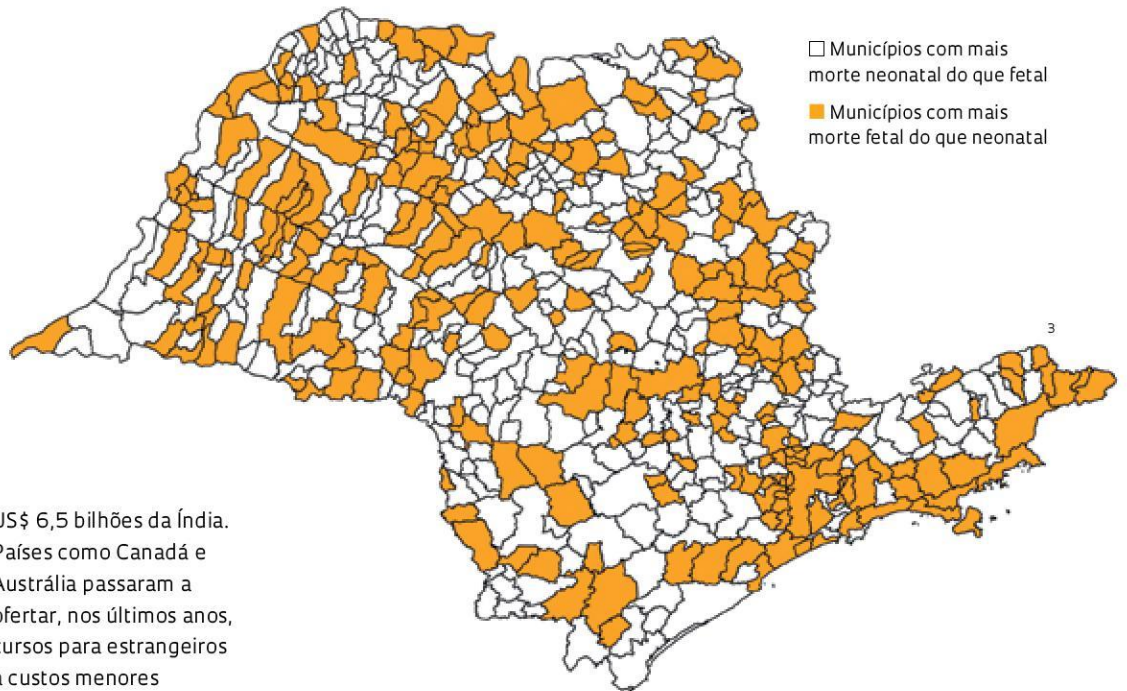 Municípios com mais
morte neonatal do que fetal
Municípios com mais
morte fetal do que neonatal
3
US$ 6,5 bilhões da Índia.
Países como Canadá e
Austrália passaram a
ofertar, nos últimos anos,
cursos para estrangeiros
a custos menores